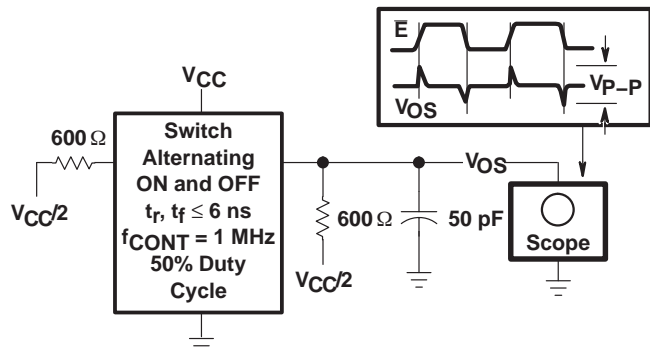 E
VOS
VP–P
VCC
600 Ω
VCC/2
Switch
Alternating
ON and OFF
tr, tf ≤ 6 ns
fCONT = 1 MHz
50% Duty
Cycle
VOS
600 Ω
VCC/2
50 pF
Scope